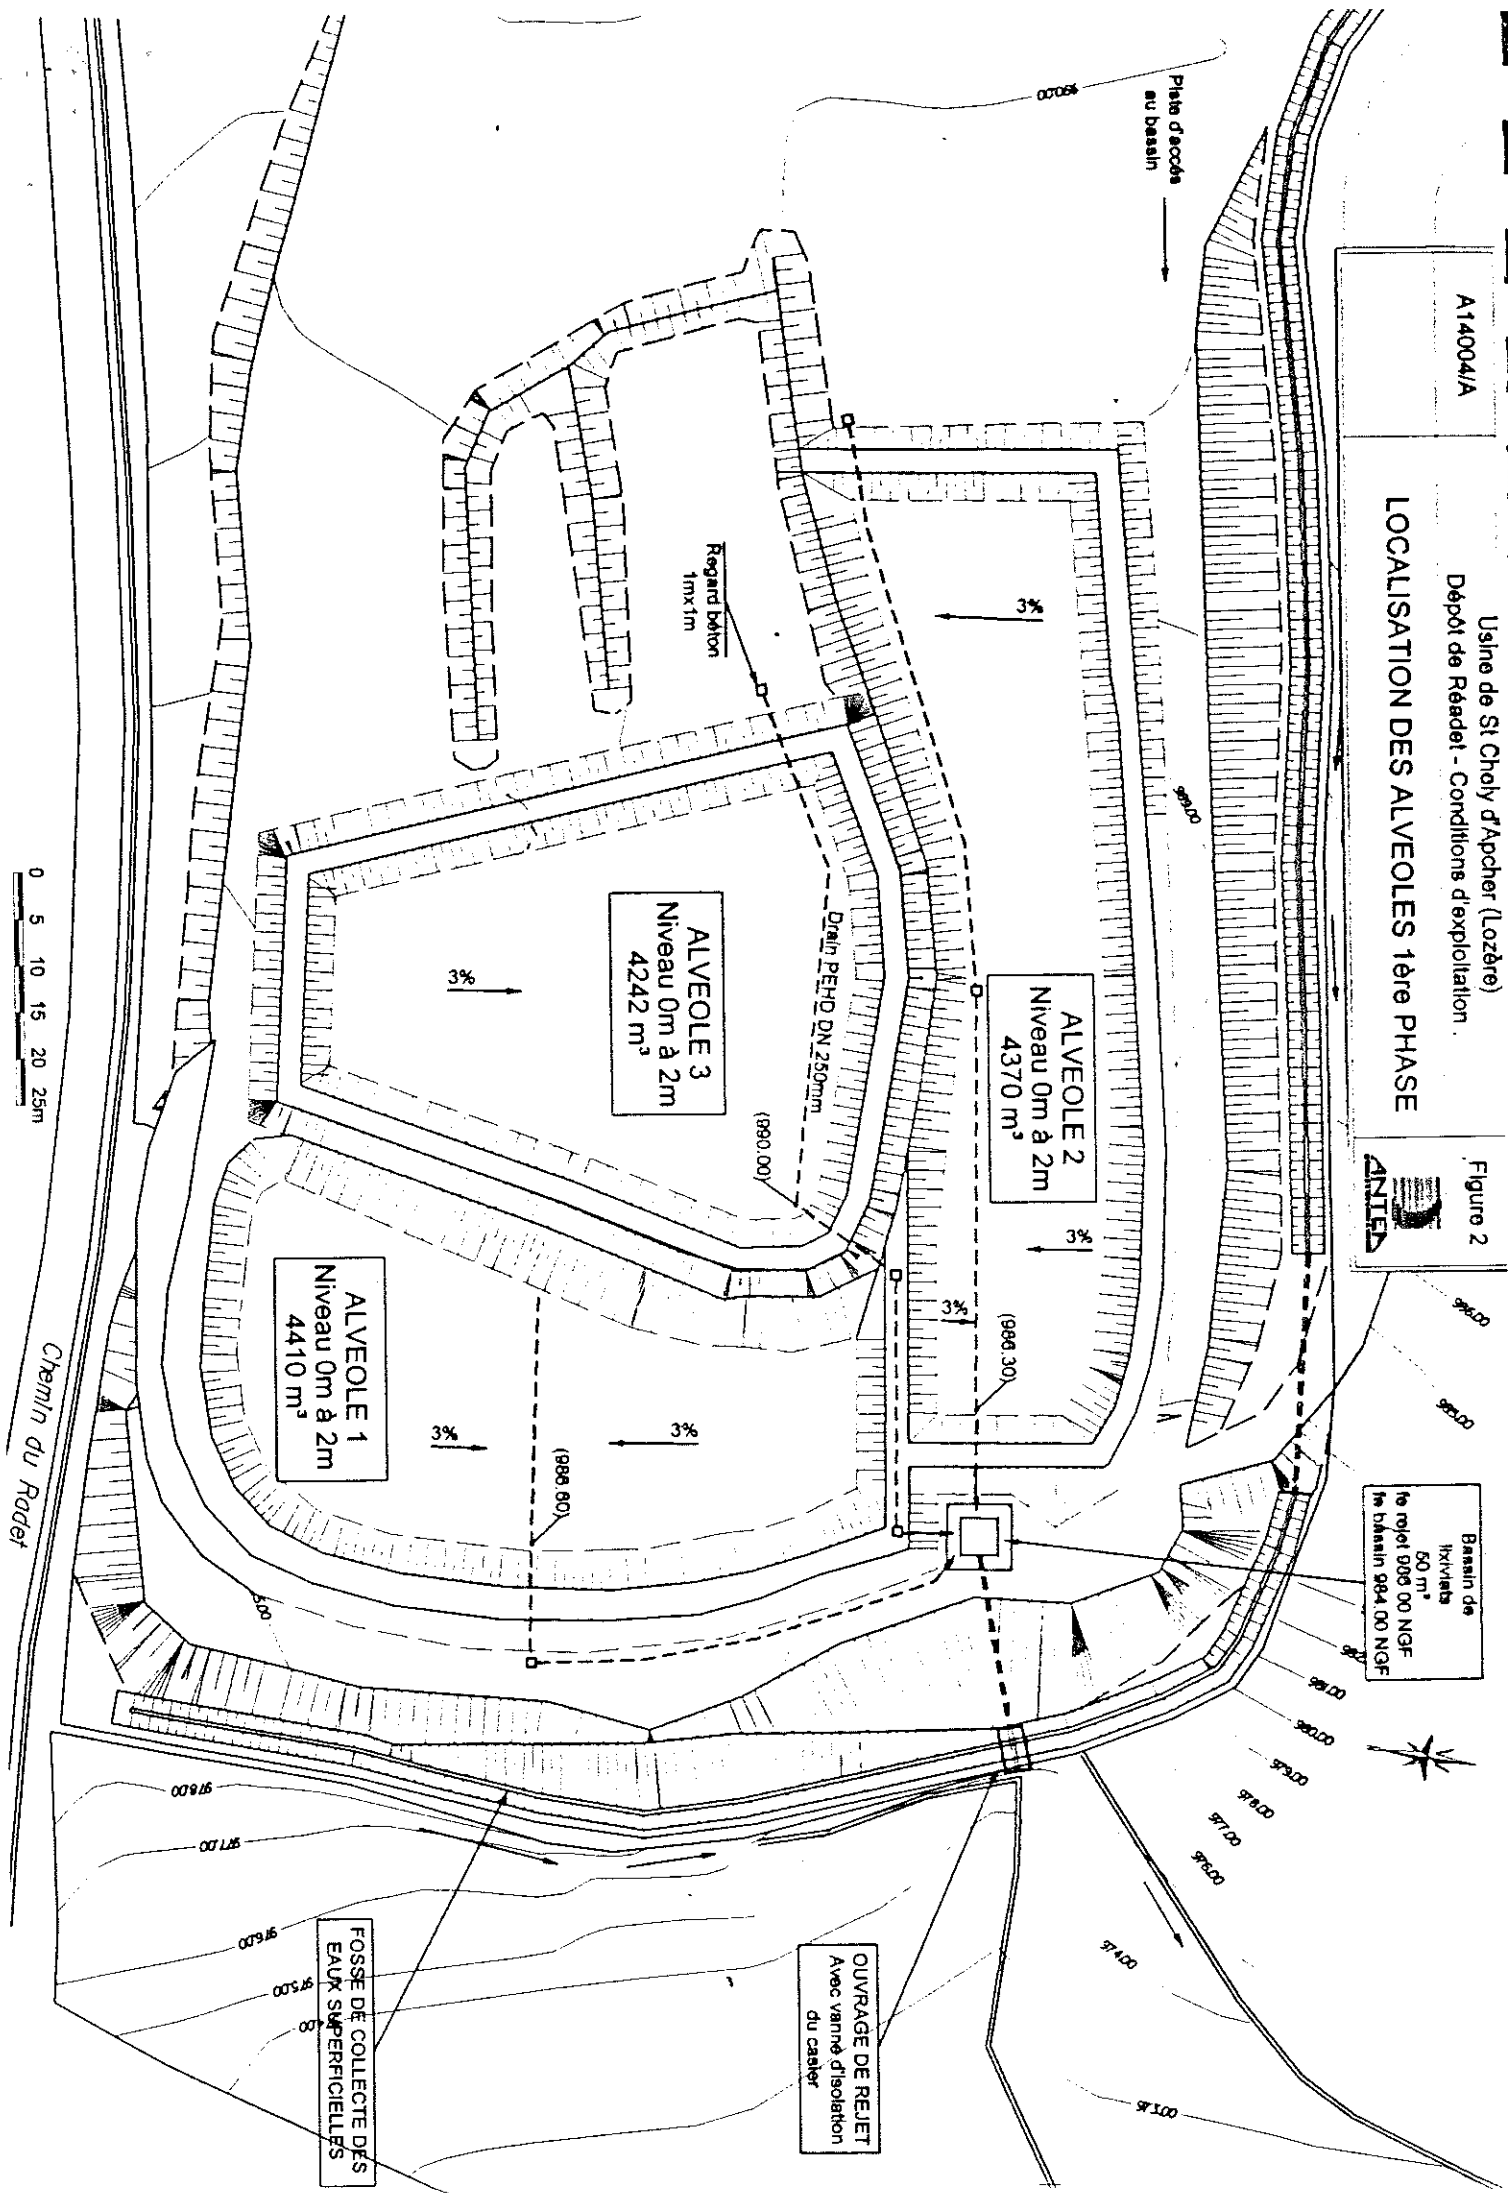 A14004/A
Usine de St Chely d'Apcher (Lozère)
Dépôt de Réadet - Conditions d'exploitation .
LOCALISATION DES ALVEOLES 1ère PHASE
Figure 2
ANTEA
Piste d'accès
au bassin
990.00
989.00
986.00
985.00
Bassin de
lixiviats
50 m³
fe rejet 986 00 NGF
fe bassin 984.00 NGF
981.00
980.00
979.00
978.00
977.00
976.00
974.00
973.00
3%
ALVEOLE 2
Niveau 0m à 2m
4370 m³
3%
3%
(986.30)
Regard béton
1mx1m
Drain PEHD DN 250mm
(990.00)
ALVEOLE 3
Niveau 0m à 2m
4242 m³
3%
ALVEOLE 1
Niveau 0m à 2m
4410 m³
3%
3%
(986.60)
OUVRAGE DE REJET
Avec vanne d'isolation
du casier
FOSSE DE COLLECTE DES
EAUX SUPERFICIELLES
978.00
977.00
976.00
975.00
0 5 10 15 20 25m
Chemin du Radet